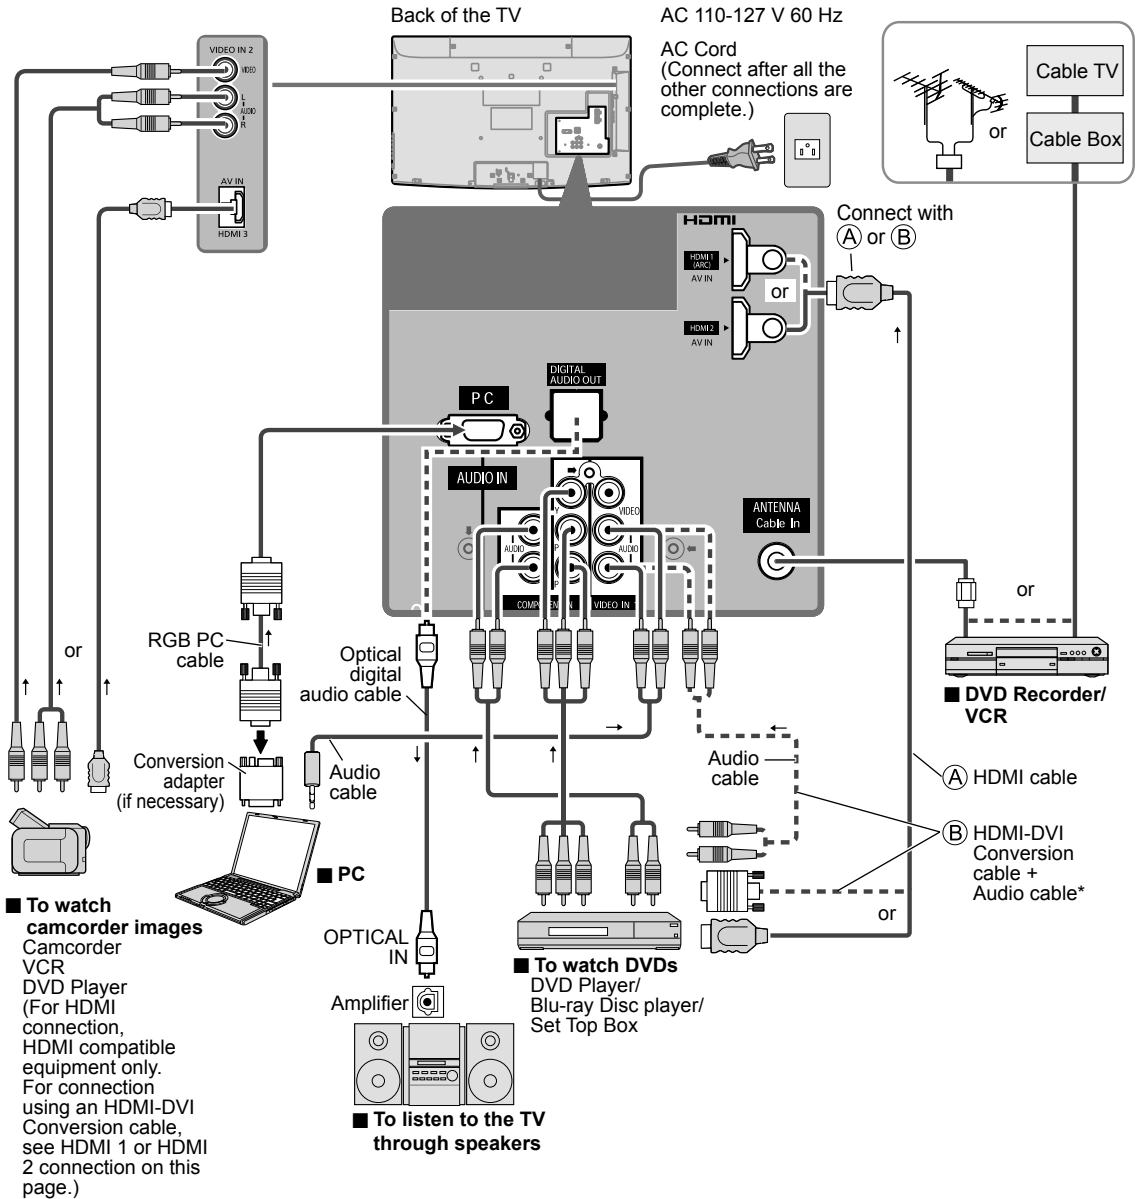 Back of the TV
AC 110-127 V 60 Hz
AC Cord
(Connect after all the
other connections are
complete.)
VIDEO IN 2
VIDEO
L
AUDIO
R
AV IN
HDMI 3
Cable TV
or
Cable Box
HDMI
Connect with
A or B
HDMI 1
(ARC)
AV IN
or
HDMI 2
AV IN
DIGITAL
AUDIO OUT
PC
AUDIO IN
Y
VIDEO
AUDIO
P
AUDIO
P
COMPONENT IN
VIDEO IN 1
ANTENNA
Cable In
or
or
RGB PC
cable
Optical
digital
audio cable
■ DVD Recorder/
VCR
Conversion
adapter
(if necessary)
Audio
cable
Audio
cable
A HDMI cable
B HDMI-DVI
Conversion
cable +
Audio cable*
■ PC
or
■ To watch
camcorder images
Camcorder
VCR
DVD Player
(For HDMI
connection,
HDMI compatible
equipment only.
For connection
using an HDMI-DVI
Conversion cable,
see HDMI 1 or HDMI
2 connection on this
page.)
OPTICAL
IN
Amplifier
■ To watch DVDs
DVD Player/
Blu-ray Disc player/
Set Top Box
■ To listen to the TV
through speakers